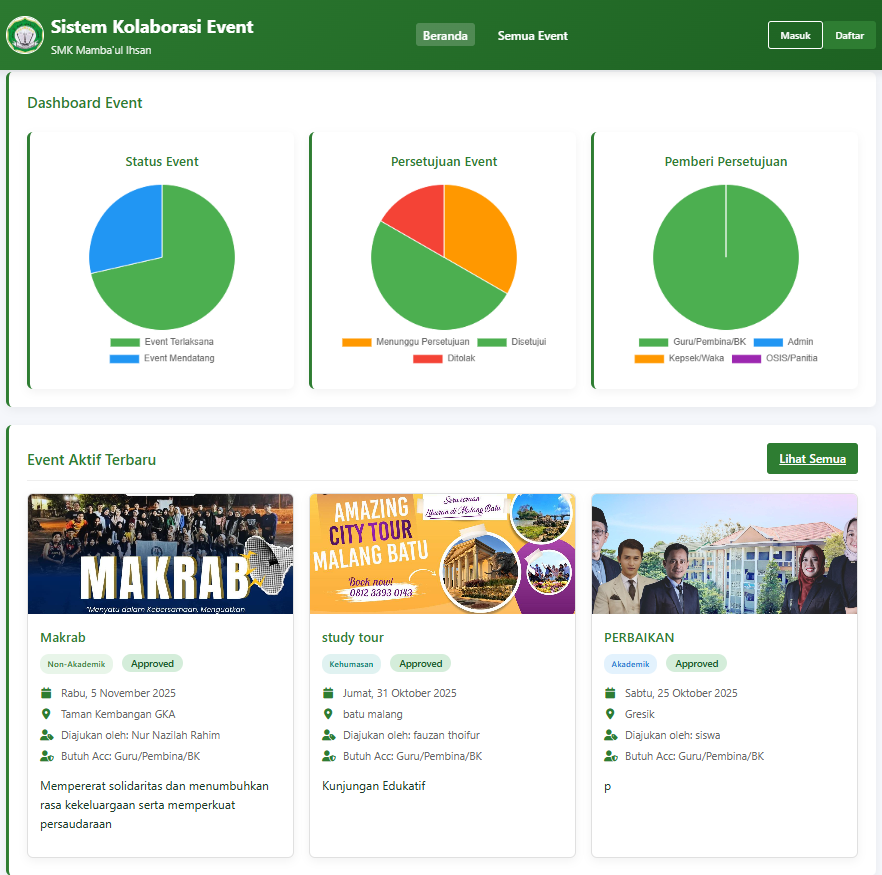 Sistem Kolaborasi Event
SMK Mamba'ul Ihsan
Beranda
Semua Event
Masuk
Daftar
Dashboard Event
Status Event
Event Terlaksana
Event Mendatang
Persetujuan Event
Menunggu Persetujuan
Disetujui
Ditolak
Pemberi Persetujuan
Guru/Pembina/BK
Admin
Kepsek/Waka
OSIS/Panitia
Event Aktif Terbaru
Lihat Semua
MAKRAB
"Menyatu dalam Kebersamaan, Menguatkan
Makrab
Non-Akademik
Approved
Rabu, 5 November 2025
Taman Kembangan GKA
Diajukan oleh: Nur Nazilah Rahim
Butuh Acc: Guru/Pembina/BK
Mempererat solidaritas dan menumbuhkan
rasa kekeluargaan serta memperkuat
persaudaraan
AMAZING
CITY TOUR
MALANG BATU
Seru-seruan
Liburan di Malang Batu
Book now!
0812 3393 0143
study tour
Kehumasan
Approved
Jumat, 31 Oktober 2025
batu malang
Diajukan oleh: fauzan thoifur
Butuh Acc: Guru/Pembina/BK
Kunjungan Edukatif
PERBAIKAN
Akademik
Approved
Sabtu, 25 Oktober 2025
Gresik
Diajukan oleh: siswa
Butuh Acc: Guru/Pembina/BK
p